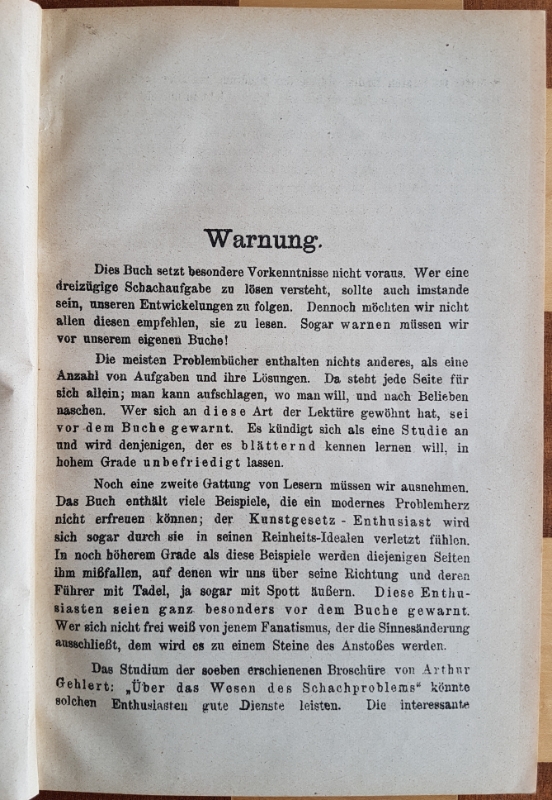 Warnung.
Dies Buch setzt besondere Vorkenntnisse nicht voraus. Wer eine
dreizügige Schachaufgabe zu lösen versteht, sollte auch imstande
sein, unseren Entwickelungen zu folgen. Dennoch möchten wir nicht
allen diesen empfehlen, sie zu lesen. Sogar warnen müssen wir
vor unserem eigenen Buche!
Die meisten Problembücher enthalten nichts anderes, als eine
Anzahl von Aufgaben und ihre Lösungen. Da steht jede Seite für
sich allein; man kann aufschlagen, wo man will, und nach Belieben
naschen. Wer sich an diese Art der Lektüre gewöhnt hat, sei
vor dem Buche gewarnt. Es kündigt sich als eine Studie an
und wird denjenigen, der es blätternd kennen lernen will, in
hohem Grade unbefriedigt lassen.
Noch eine zweite Gattung von Lesern müssen wir ausnehmen.
Das Buch enthält viele Beispiele, die ein modernes Problemherz
nicht erfreuen können; der Kunstgesetz-Enthusiast wird
sich sogar durch sie in seinen Reinheits-Idealen verletzt fühlen.
In noch höherem Grade als diese Beispiele werden diejenigen Seiten
ihm mißfallen, auf denen wir uns über seine Richtung und deren
Führer mit Tadel, ja sogar mit Spott äußern. Diese Enthu-
siasten seien ganz besonders vor dem Buche gewarnt.
Wer sich nicht frei weiß von jenem Fanatismus, der die Sinnesänderung
ausschließt, dem wird es zu einem Steine des Anstoßes werden.
Das Studium der soeben erschienenen Broschüre von Arthur
Gehlert: „Über das Wesen des Schachproblems“ könnte
solchen Enthusiasten gute Dienste leisten. Die interessante